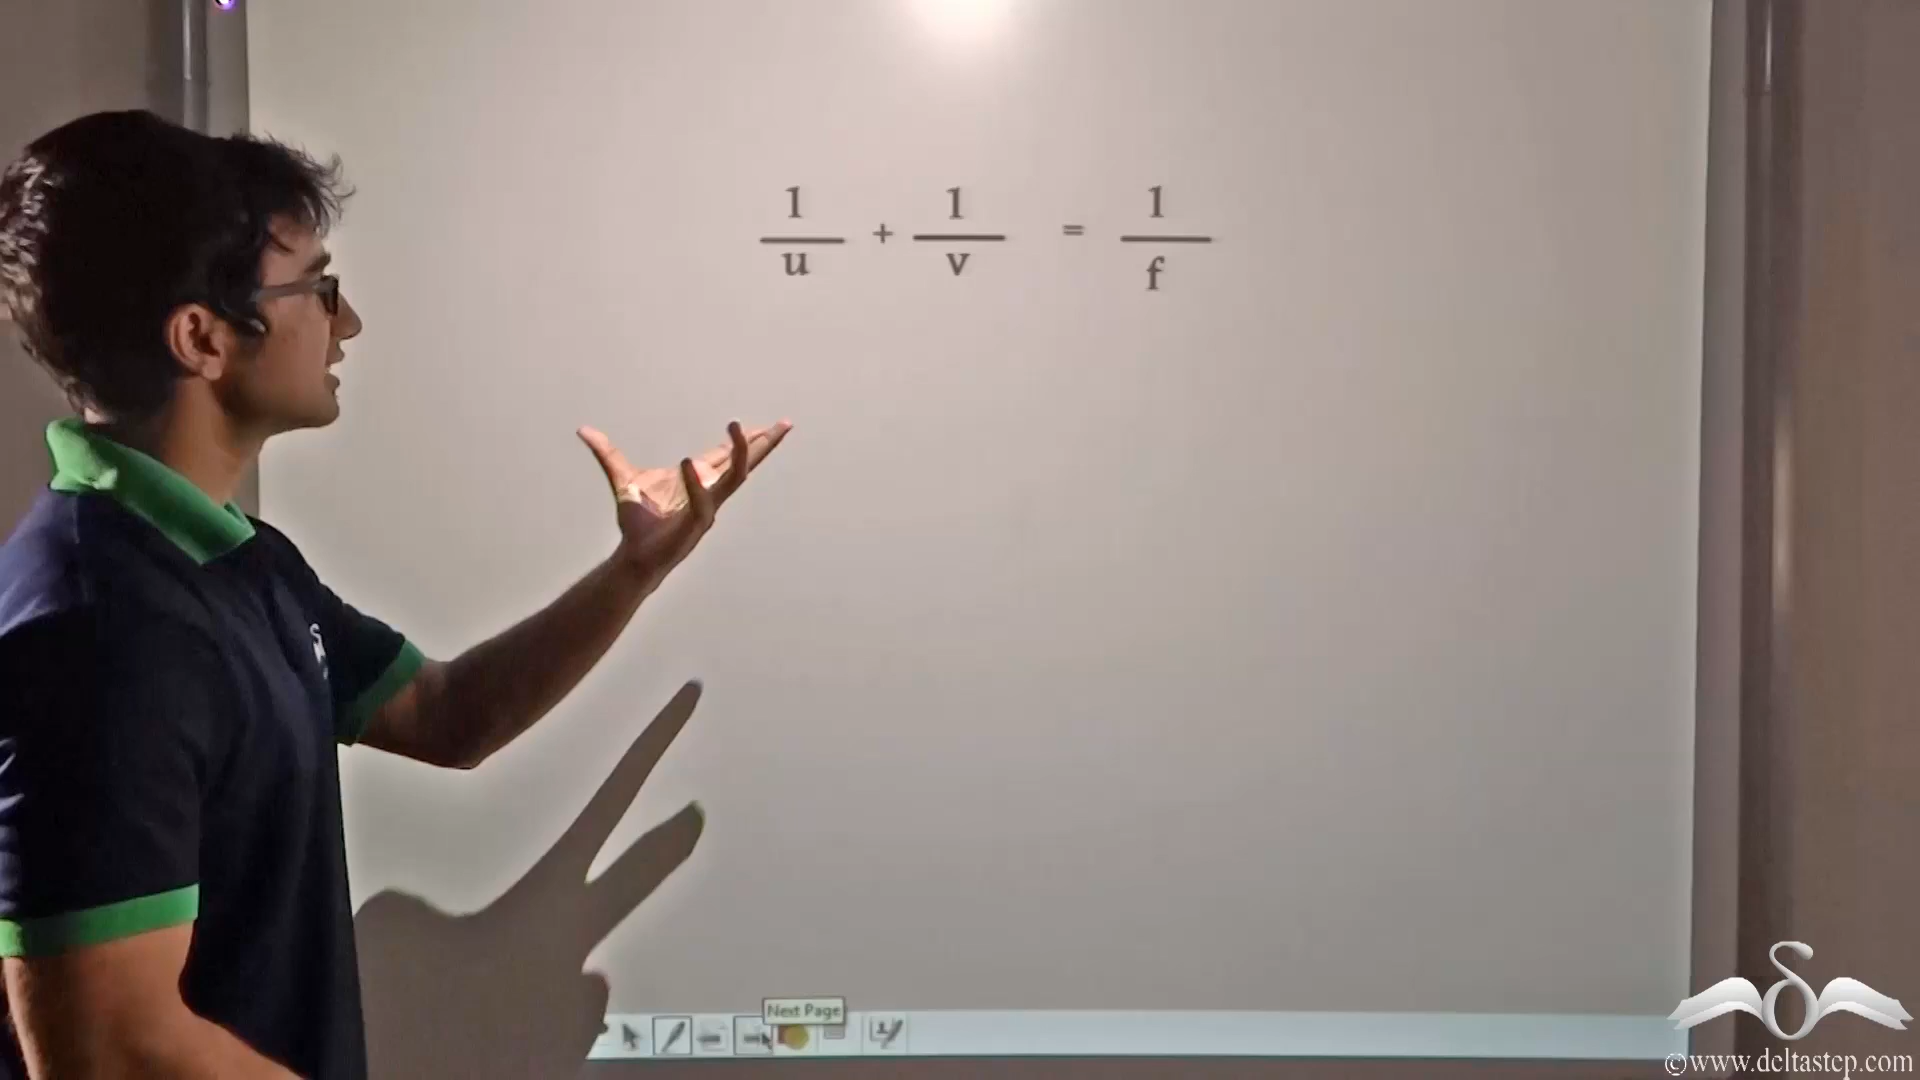 1/u + 1/v = 1/f
Next Page
©www.deltastep.com